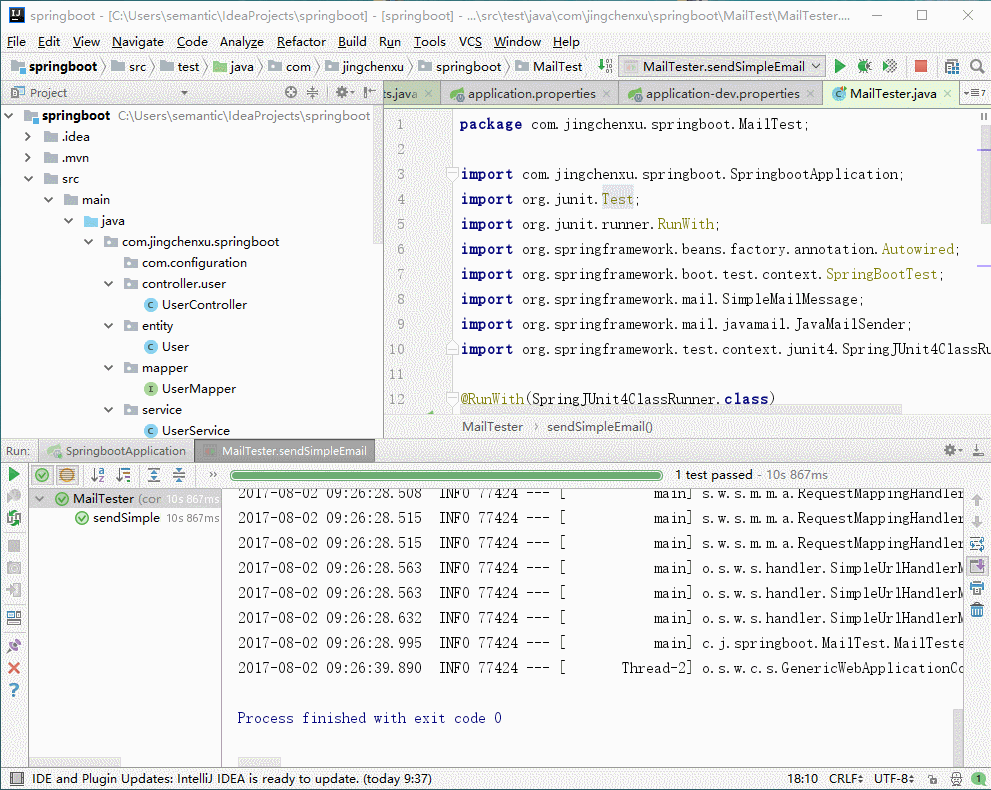 springboot - [C:\Users\semantic\IdeaProjects\springboot] - [springboot] - ...\src\test\java\com\jingchenxu\springboot\MailTest\MailTester....
File Edit View Navigate Code Analyze Refactor Build Run Tools VCS Window Help
springboot src test java com jingchenxu springboot MailTest MailTester.sendSimpleEmail
Project
ts.java application.properties application-dev.properties MailTester.java 7
springboot C:\Users\semantic\IdeaProjects\springboot
.idea
.mvn
src
main
java
com.jingchenxu.springboot
com.configuration
controller.user
UserController
entity
User
mapper
UserMapper
service
UserService
1 package com.jingchenxu.springboot.MailTest;
2
3 import com.jingchenxu.springboot.SpringbootApplication;
4 import org.junit.Test;
5 import org.junit.runner.RunWith;
6 import org.springframework.beans.factory.annotation.Autowired;
7 import org.springframework.boot.test.context.SpringBootTest;
8 import org.springframework.mail.SimpleMailMessage;
9 import org.springframework.mail.javamail.JavaMailSender;
10 import org.springframework.test.context.junit4.SpringJUnit4ClassRu
11
12 @RunWith(SpringJUnit4ClassRunner.class)
MailTester sendSimpleEmail()
Run: SpringbootApplication MailTester.sendSimpleEmail
1 test passed - 10s 867ms
MailTester (cor 10s 867ms
sendSimple 10s 867ms
2017-08-02 09:26:28.508 INFO 77424 --- [ main] s.w.s.m.m.a.RequestMappingHandler
2017-08-02 09:26:28.515 INFO 77424 --- [ main] s.w.s.m.m.a.RequestMappingHandler
2017-08-02 09:26:28.515 INFO 77424 --- [ main] s.w.s.m.m.a.RequestMappingHandler
2017-08-02 09:26:28.563 INFO 77424 --- [ main] o.s.w.s.handler.SimpleUrlHandlerM
2017-08-02 09:26:28.563 INFO 77424 --- [ main] o.s.w.s.handler.SimpleUrlHandlerM
2017-08-02 09:26:28.632 INFO 77424 --- [ main] o.s.w.s.handler.SimpleUrlHandlerM
2017-08-02 09:26:28.995 INFO 77424 --- [ main] c.j.springboot.MailTest.MailTeste
2017-08-02 09:26:39.890 INFO 77424 --- [ Thread-2] o.s.w.c.s.GenericWebApplicationCo
Process finished with exit code 0
IDE and Plugin Updates: IntelliJ IDEA is ready to update. (today 9:37) 18:10 CRLF UTF-8 1